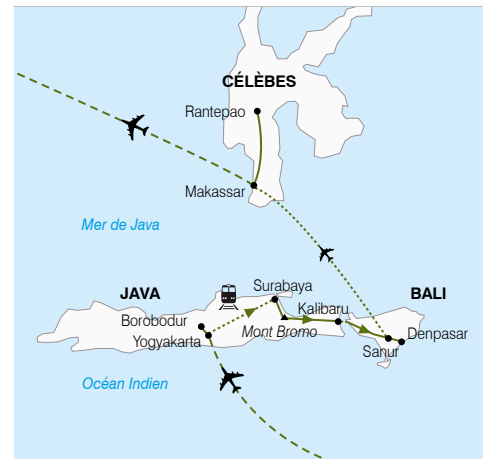 CÉLÈBES
Rantepao
Makassar
Mer de Java
Surabaya
JAVA
BALI
Kalibaru
Borobodur
Mont Bromo
Denpasar
Yogyakarta
Sanur
Océan Indien